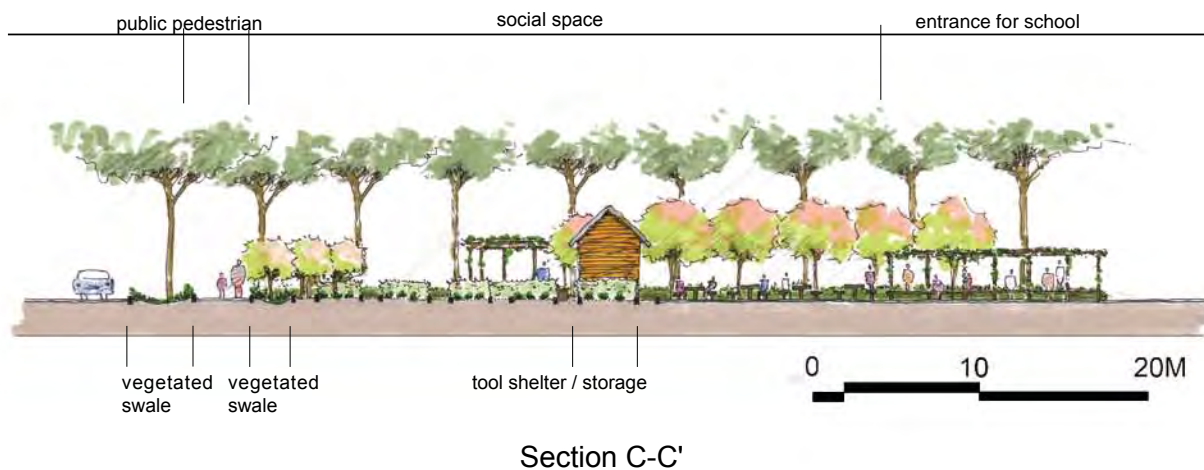 public pedestrian
social space
entrance for school
vegetated swale
vegetated swale
tool shelter / storage
0 10 20M
Section C-C'